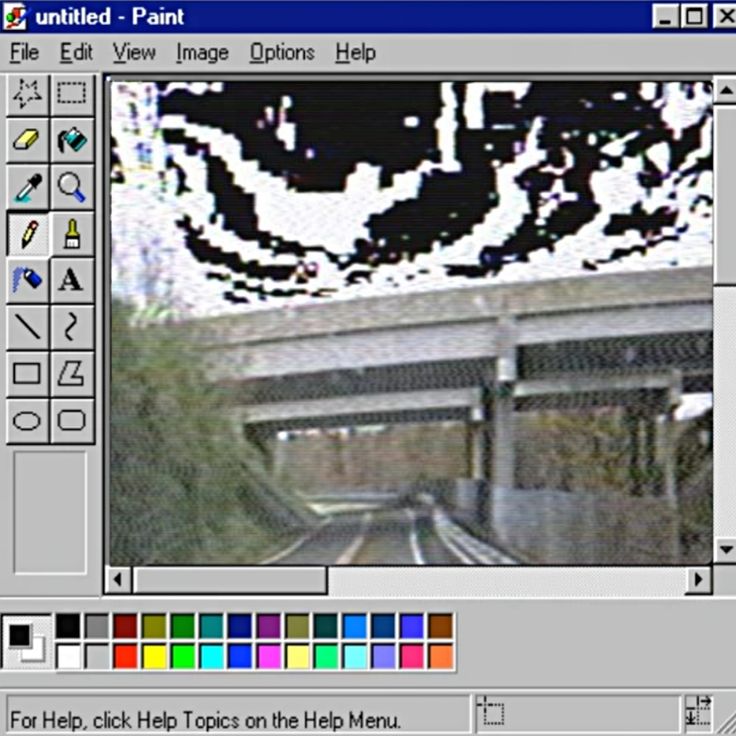 untitled - Paint
File Edit View Image Options Help
A
For Help, click Help Topics on the Help Menu.